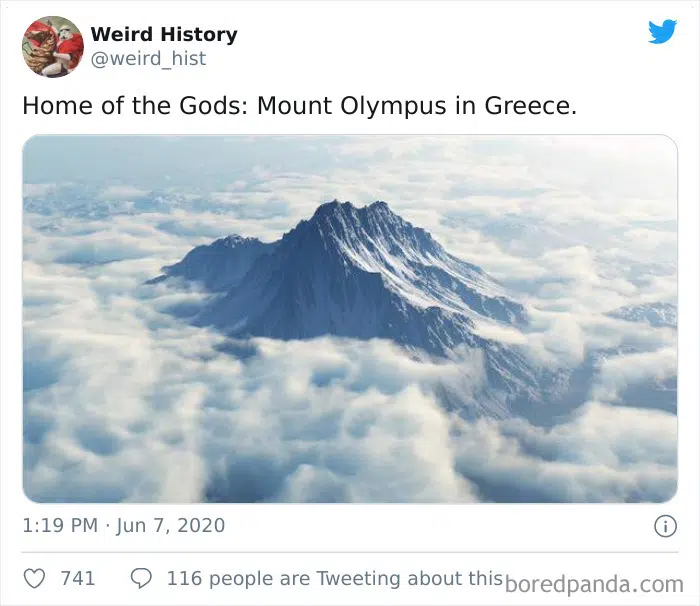 Weird History
@weird_hist
Home of the Gods: Mount Olympus in Greece.
1:19 PM · Jun 7, 2020
741 116 people are Tweeting about this
boredpanda.com